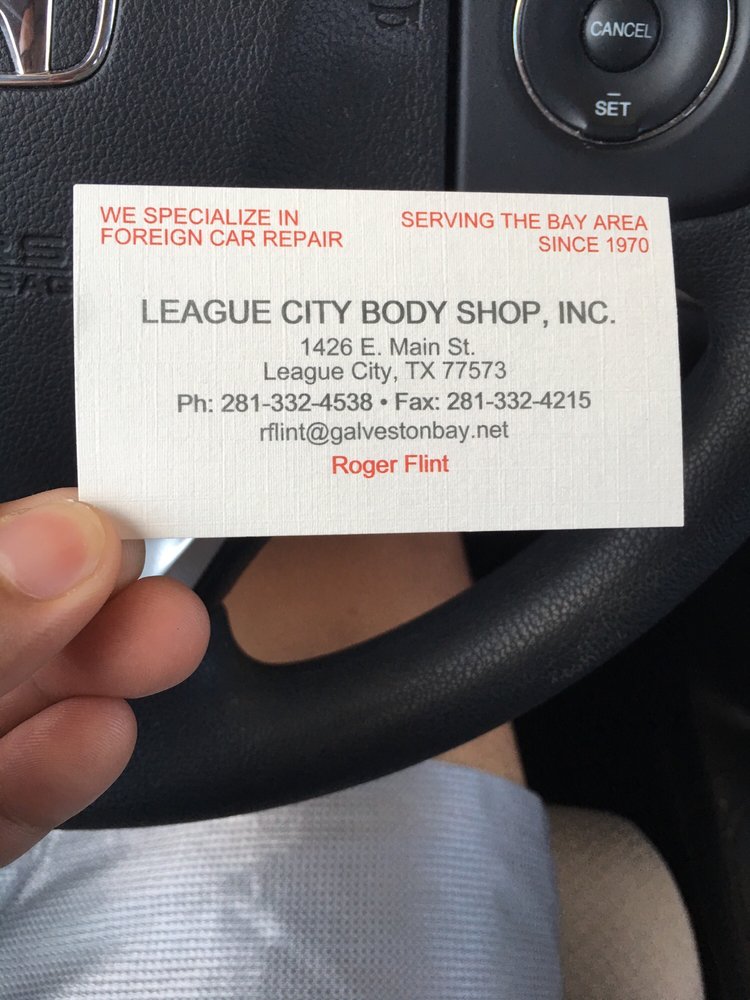 CANCEL
—
SET
WE SPECIALIZE IN
FOREIGN CAR REPAIR
SERVING THE BAY AREA
SINCE 1970
LEAGUE CITY BODY SHOP, INC.
1426 E. Main St.
League City, TX 77573
Ph: 281-332-4538 • Fax: 281-332-4215
rflint@galvestonbay.net
Roger Flint